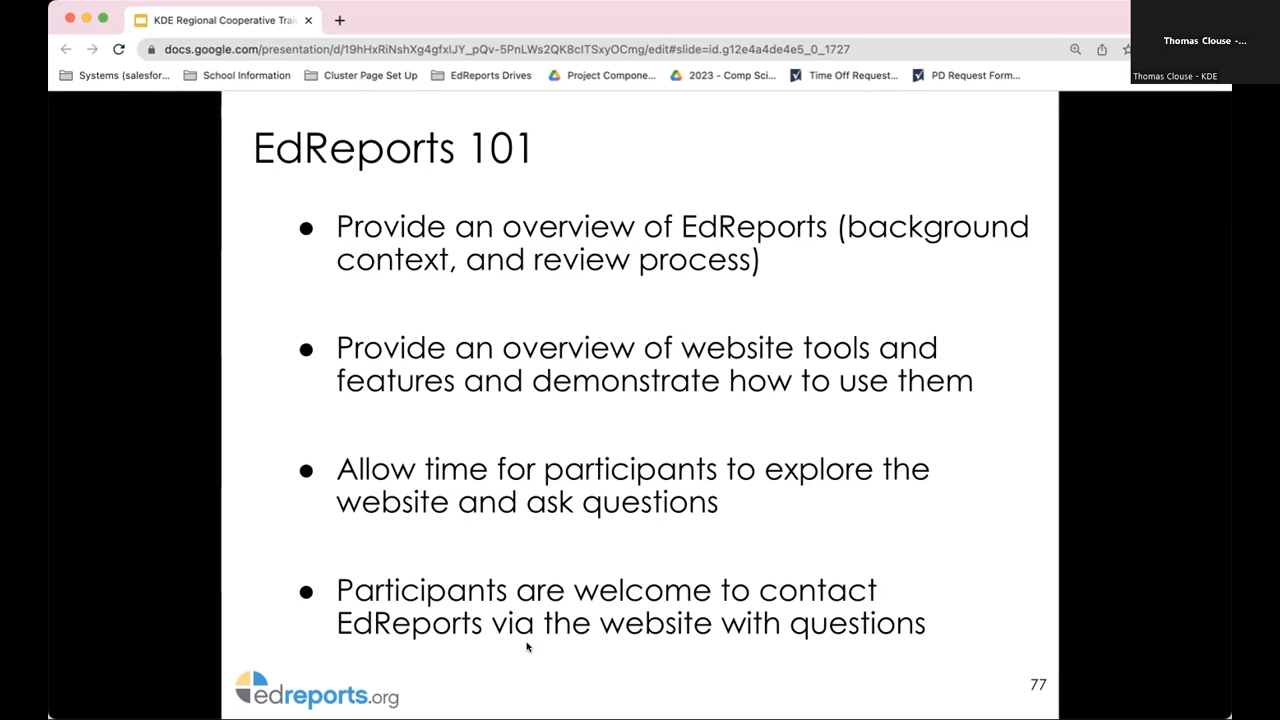 KDE Regional Cooperative Trai
Thomas Clouse -...
docs.google.com/presentation/d/19hHxRiNshXg4gfxIJY_pQv-5PnLWs2QK8cITSxyOCmg/edit#slide=id.g12e4a4de4e5_0_1727
Systems (salesfor...
School Information
Cluster Page Set Up
EdReports Drives
Project Compone...
2023 - Comp Sci...
Time Off Request...
PD Request Form...
Thomas Clouse - KDE
EdReports 101
● Provide an overview of EdReports (background
context, and review process)
● Provide an overview of website tools and
features and demonstrate how to use them
● Allow time for participants to explore the
website and ask questions
● Participants are welcome to contact
EdReports via the website with questions
edreports.org
77